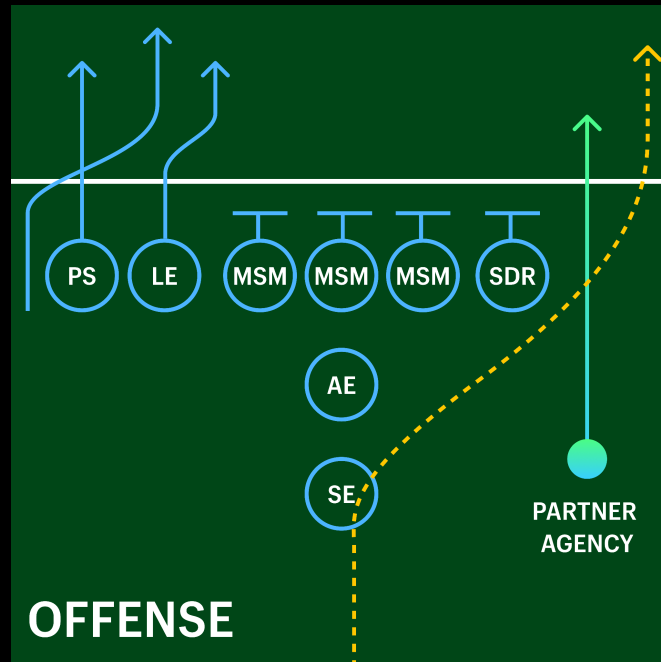 PS LE MSM MSM MSM SDR
AE
SE
PARTNER
AGENCY
OFFENSE